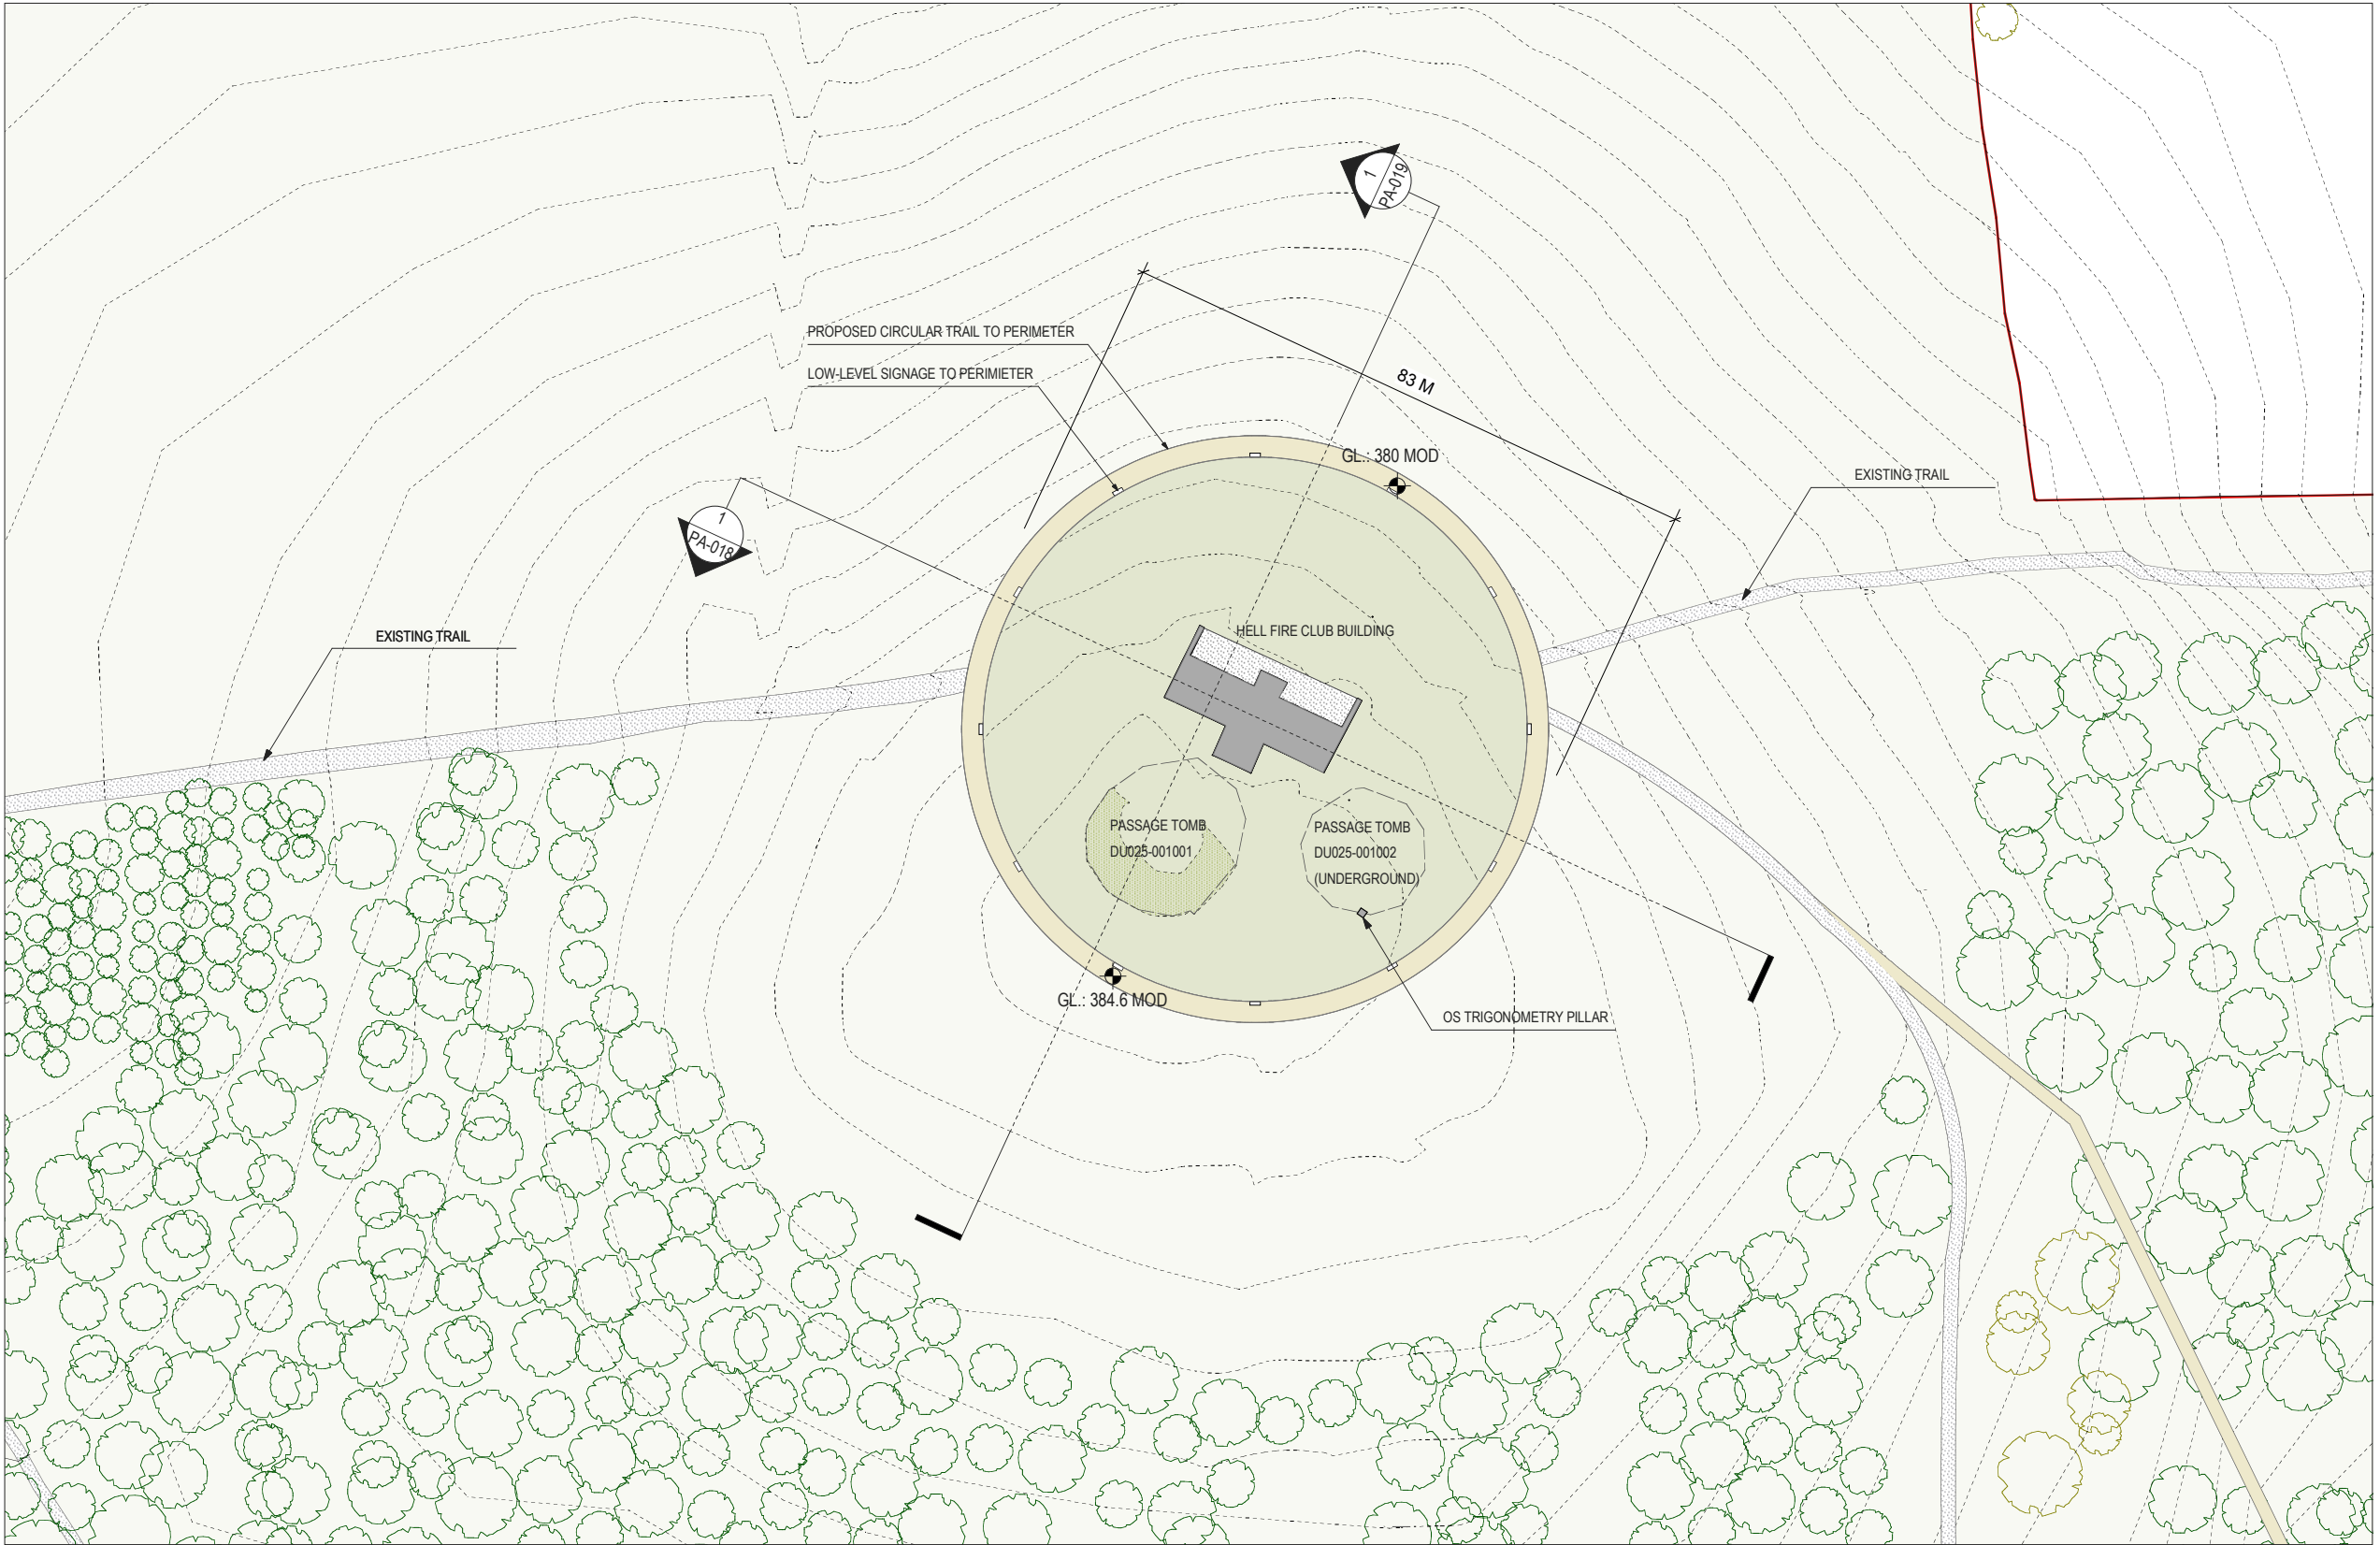 1
PA-019
PROPOSED CIRCULAR TRAIL TO PERIMETER
LOW-LEVEL SIGNAGE TO PERIMIETER
83 M
GL.: 380 MOD
EXISTING TRAIL
1
PA-018
HELL FIRE CLUB BUILDING
EXISTING TRAIL
PASSAGE TOMB
DU025-001001
PASSAGE TOMB
DU025-001002
(UNDERGROUND)
GL.: 384.6 MOD
OS TRIGONOMETRY PILLAR